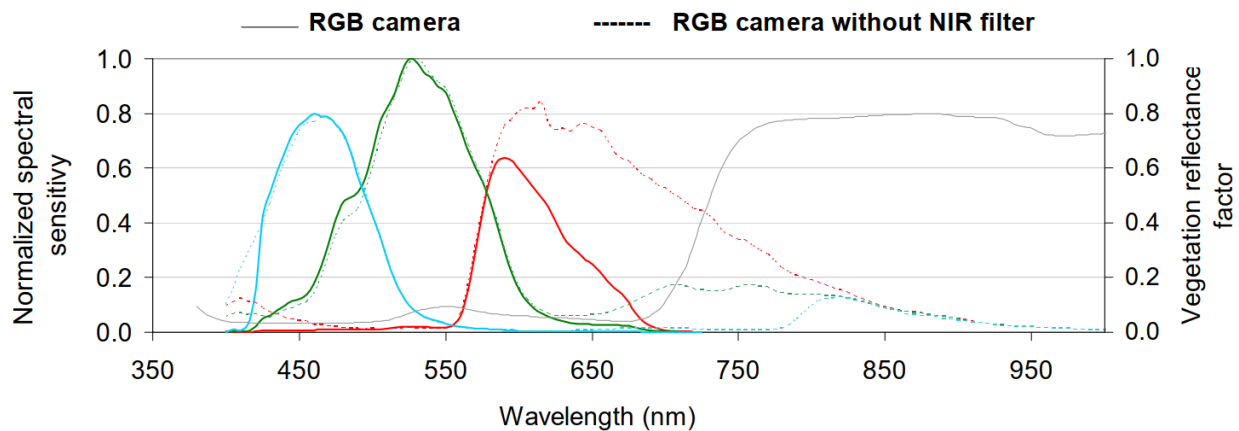 RGB camera
RGB camera without NIR filter
Normalized spectral
sensitivy
1.0
0.8
0.6
0.4
0.2
0.0
1.0
0.8
0.6
0.4
0.2
0.0
Vegetation reflectance
factor
350
450
550
650
750
850
950
Wavelength (nm)